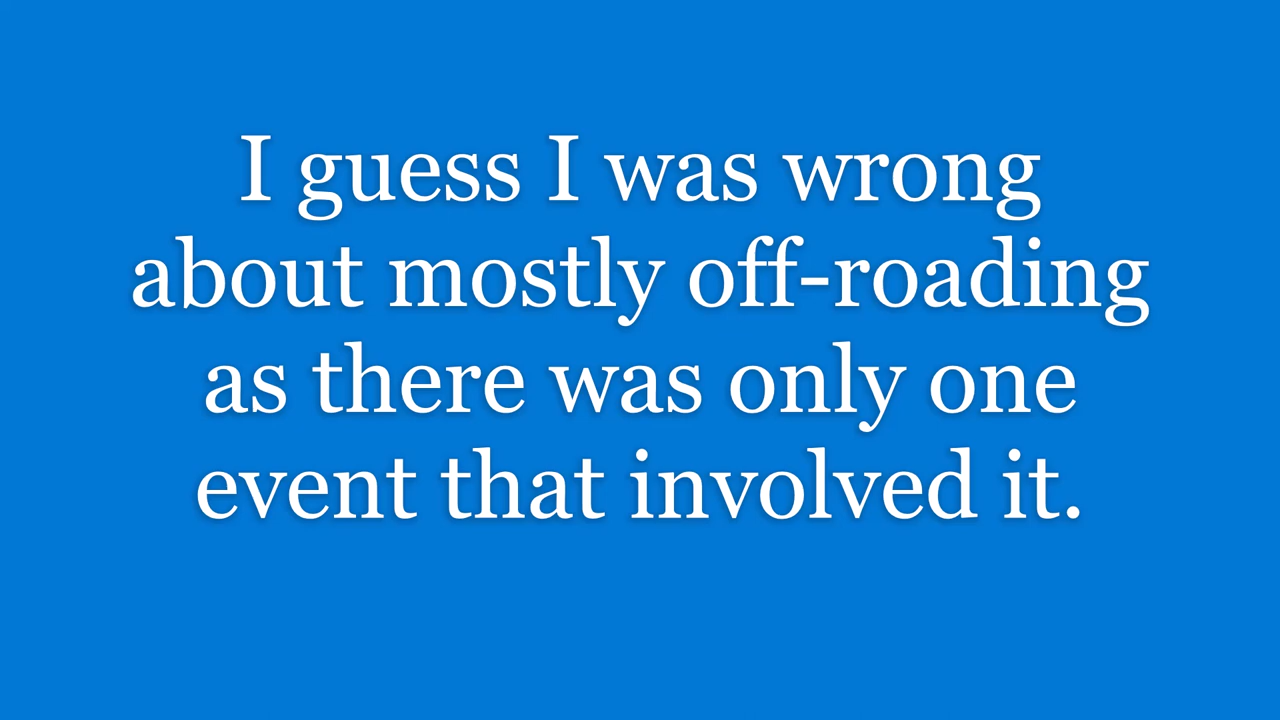 I guess I was wrong
about mostly off-roading
as there was only one
event that involved it.